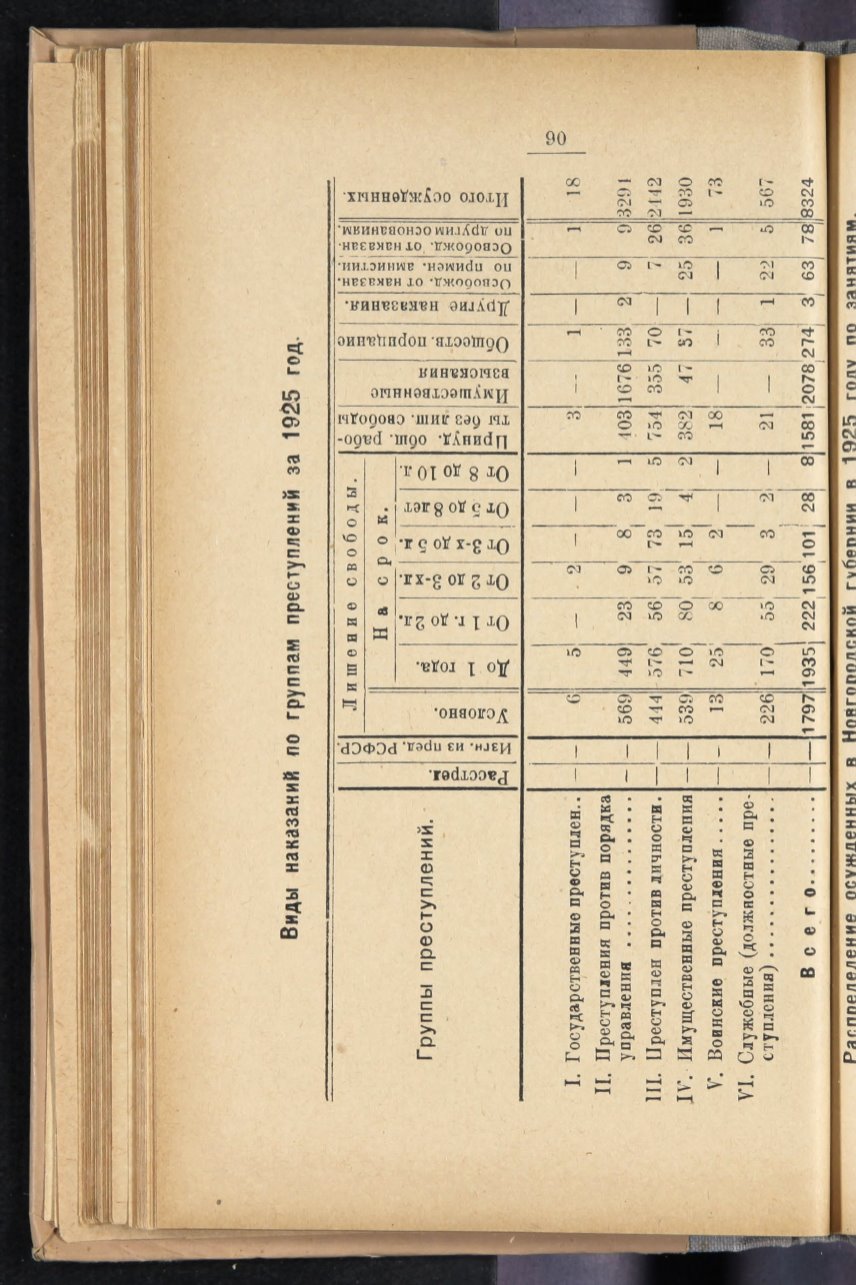 90
Виды наказаний по группам преступлений за 1925 год.
Группы преступлений.
Расстрел.
Изгн. из пред. РСФСР.
Лишение свободы.
Условно.
На срок.
До 1 года.
От 1 г. до 2 л.
От 2 до 3-х л.
От 3-х до 5 л.
От 5 до 8 лет
От 8 до 10 л.
Принуд. общ. рабо-
ты без лиш. свободы
Имущественные
взыскания
Обществ. порицание
Другие наказания.
Освобожд. от наказан.
по примен. амнистии.
Освобожд. от наказан.
по другим основаниям.
Итого осужденных.
I. Государственные преступлен.. — — 6 5 — 2 — — — 3 — 1 — — 1 18
II. Преступления против порядка
управления ............... — — 569 449 23 9 8 3 1 403 1676 133 2 9 9 3294
III. Преступлен против личности. — — 444 576 56 57 73 19 5 754 355 70 — 7 26 2442
IV. Имущественные преступления — — 539 710 80 53 15 4 2 382 47 37 — 25 36 1930
V. Воинские преступления ..... — — 13 25 8 6 2 — — 18 — — — — 1 73
VI. Служебные (должностные пре-
ступления) ................. — — 226 170 55 29 3 2 — 21 — 33 1 22 5 567
Всего......... — — 1797 1935 222 156 101 28 8 1581 2078 274 3 63 78 8324
Распределение осужденных в Новгородской губернии в 1925 году по занятиям.